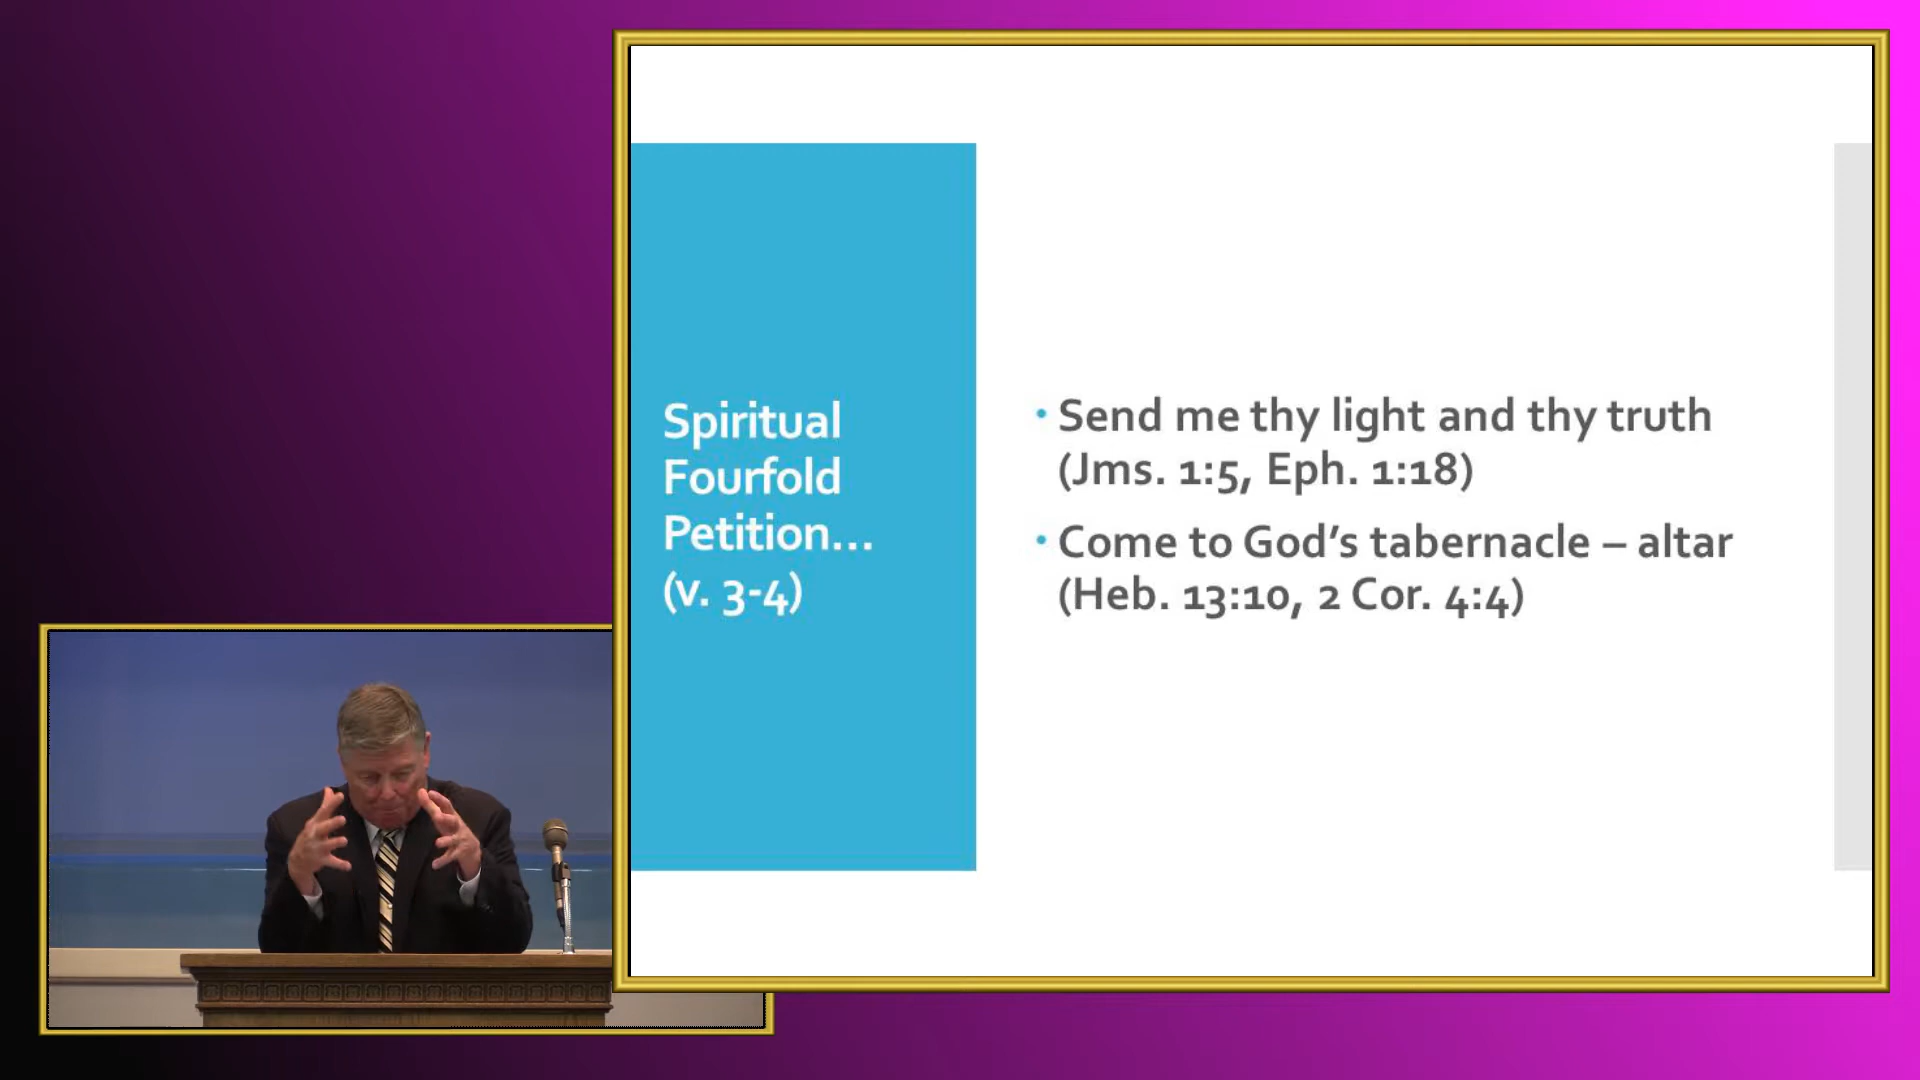 Spiritual
Fourfold
Petition...
(v. 3-4)
• Send me thy light and thy truth
(Jms. 1:5, Eph. 1:18)
• Come to God’s tabernacle – altar
(Heb. 13:10, 2 Cor. 4:4)